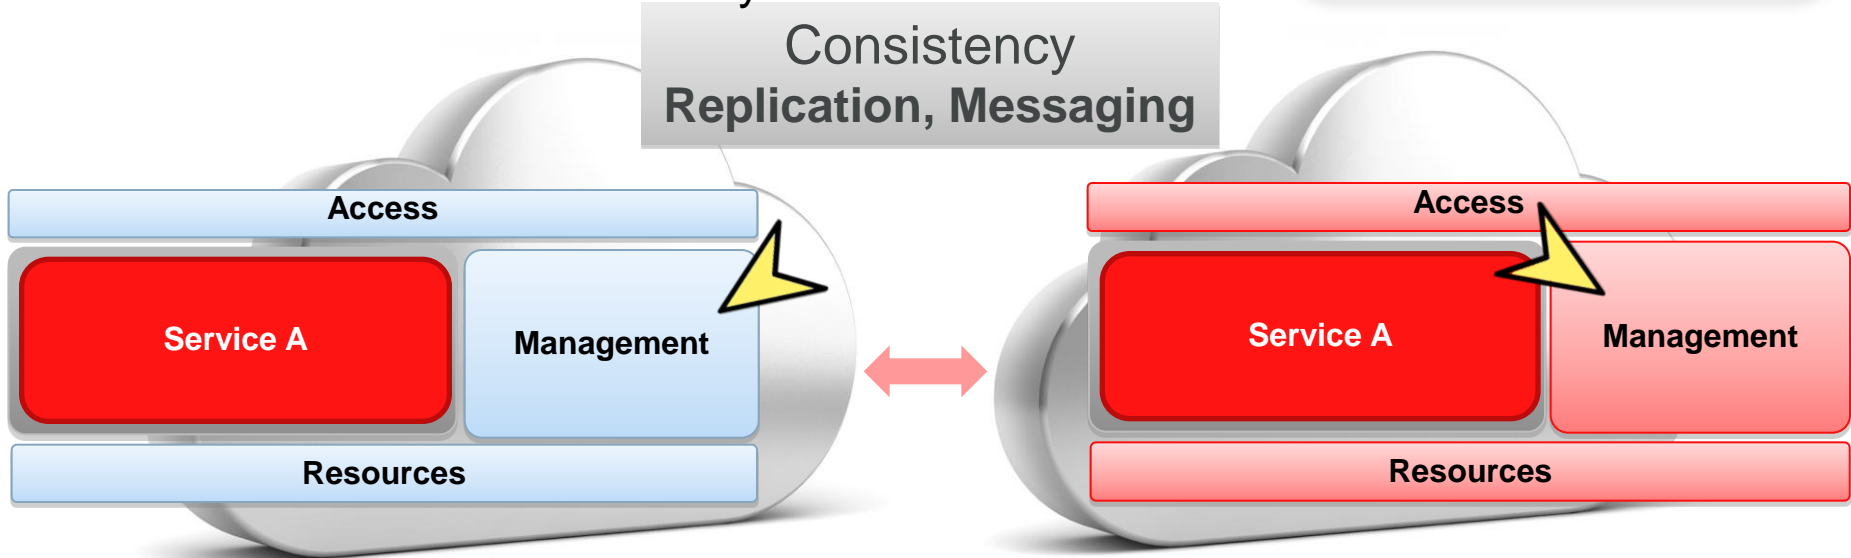 y
Consistency
Replication, Messaging
Access
Service A
Management
Resources
Access
Service A
Management
Resources